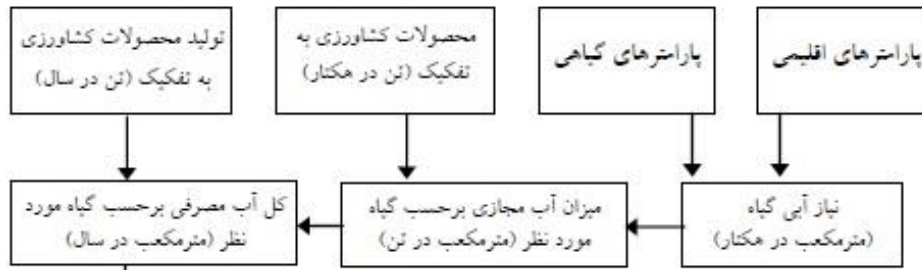 پارامترهای اقلیمی
پارامترهای گیاهی
محصولات کشاورزی به
تفکیک (تن در هکتار)
تولید محصولات کشاورزی
به تفکیک (تن در سال)
نیاز آبی گیاه
(مترمکعب در هکتار)
میزان آب مجازی برحسب گیاه
مورد نظر (مترمکعب در تن)
کل آب مصرفی برحسب گیاه مورد
نظر (مترمکعب در سال)